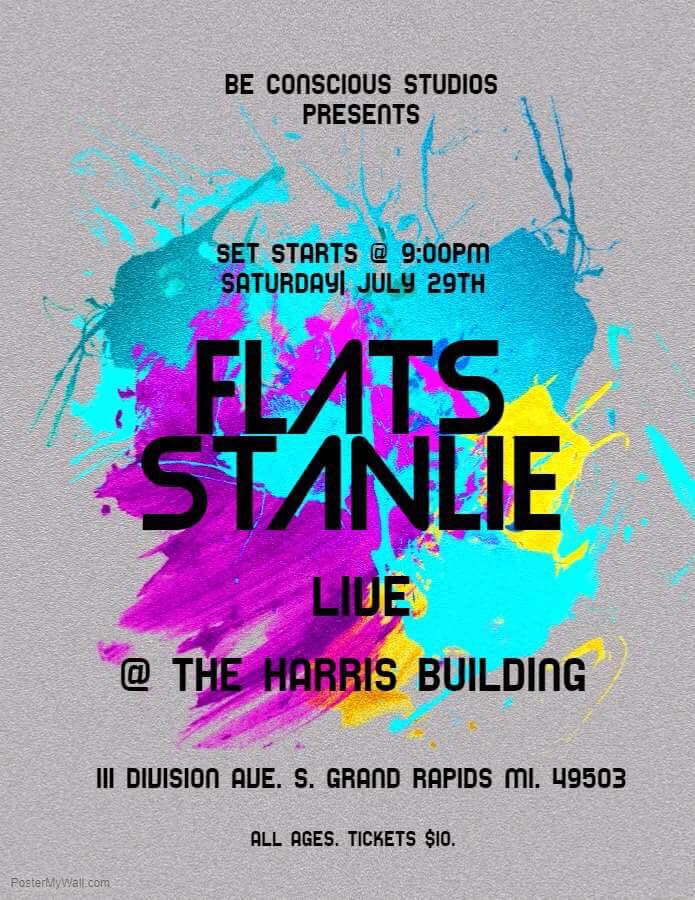 BE CONSCIOUS STUDIOS
PRESENTS
SET STARTS @ 9:00PM
SATURDAY| JULY 29TH
FLATS
STANLIE
LIVE
@ THE HARRIS BUILDING
111 DIVISION AVE. S. GRAND RAPIDS MI. 49503
ALL AGES. TICKETS $10.
PosterMyWall.com